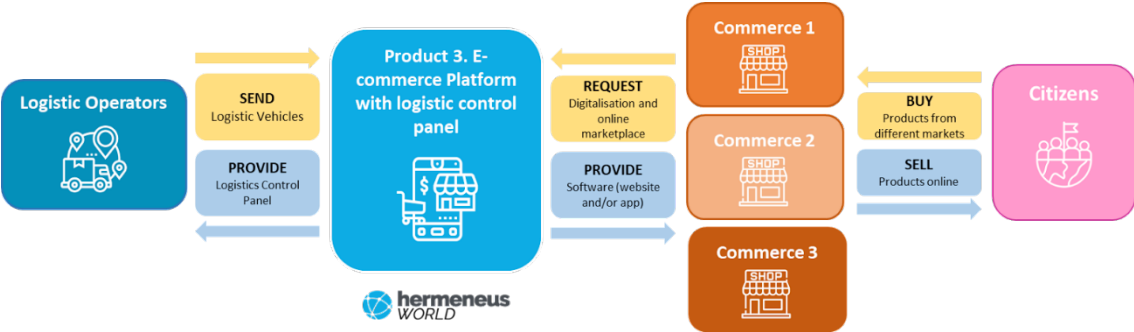 Logistic Operators
SEND
Logistic Vehicles
PROVIDE
Logistics Control
Panel
Product 3. E-
commerce Platform
with logistic control
panel
$
hermeneus
WORLD
REQUEST
Digitalisation and
online
marketplace
PROVIDE
Software (website
and/or app)
Commerce 1
SHOP
Commerce 2
SHOP
Commerce 3
SHOP
BUY
Products from
different markets
SELL
Products online
Citizens